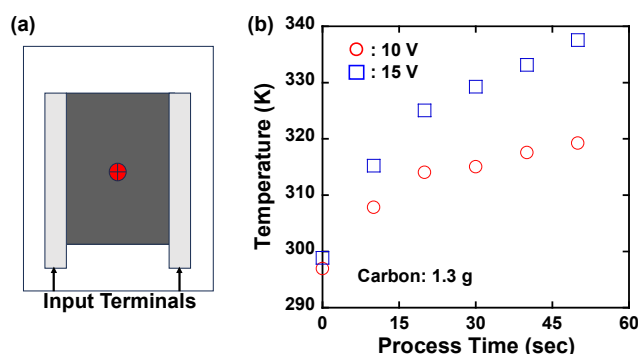 (a)
Input Terminals
(b)
: 10 V
: 15 V
Temperature (K)
340
330
320
310
300
290
Carbon: 1.3 g
0
15
30
45
60
Process Time (sec)